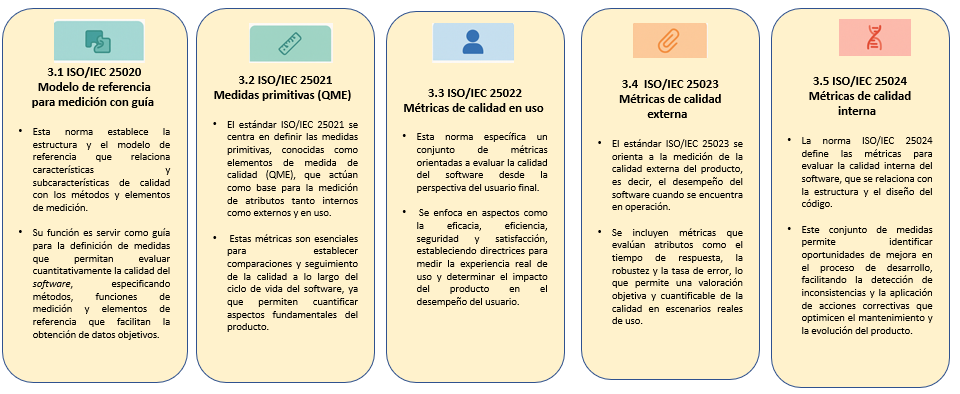 3.1 ISO/IEC 25020
Modelo de referencia
para medición con guía
• Esta norma establece la
estructura y el modelo de
referencia que relaciona
características y
subcaracterísticas de calidad
con los métodos y elementos
de medición.
• Su función es servir como guía
para la definición de medidas
que permitan evaluar
cuantitativamente la calidad del
software, especificando
métodos, funciones de
medición y elementos de
referencia que facilitan la
obtención de datos objetivos.
3.2 ISO/IEC 25021
Medidas primitivas (QME)
• El estándar ISO/IEC 25021 se
centra en definir las medidas
primitivas, conocidas como
elementos de medida de
calidad (QME), que actúan
como base para la medición
de atributos tanto internos
como externos y en uso.
• Estas métricas son esenciales
para establecer
comparaciones y seguimiento
de la calidad a lo largo del
ciclo de vida del software, ya
que permiten cuantificar
aspectos fundamentales del
producto.
3.3 ISO/IEC 25022
Métricas de calidad en uso
• Esta norma específica un
conjunto de métricas
orientadas a evaluar la calidad
del software desde la
perspectiva del usuario final.
• Se enfoca en aspectos como
la eficacia, eficiencia,
seguridad y satisfacción,
estableciendo directrices para
medir la experiencia real de
uso y determinar el impacto
del producto en el
desempeño del usuario.
3.4 ISO/IEC 25023
Métricas de calidad
externa
• El estándar ISO/IEC 25023 se
orienta a la medición de la
calidad externa del producto,
es decir, el desempeño del
software cuando se encuentra
en operación.
• Se incluyen métricas que
evalúan atributos como el
tiempo de respuesta, la
robustez y la tasa de error, lo
que permite una valoración
objetiva y cuantificable de la
calidad en escenarios reales
de uso.
3.5 ISO/IEC 25024
Métricas de calidad
interna
• La norma ISO/IEC 25024
define las métricas para
evaluar la calidad interna del
software, que se relaciona con
la estructura y el diseño del
código.
• Este conjunto de medidas
permite identificar
oportunidades de mejora en
el proceso de desarrollo,
facilitando la detección de
inconsistencias y la aplicación
de acciones correctivas que
optimicen el mantenimiento y
la evolución del producto.